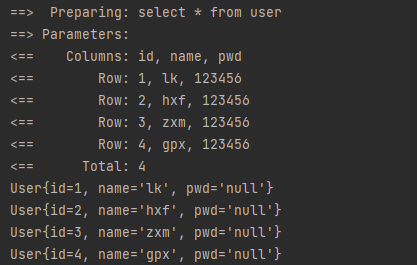 ==>  Preparing: select * from user
==> Parameters:
<==    Columns: id, name, pwd
<==        Row: 1, lk, 123456
<==        Row: 2, hxf, 123456
<==        Row: 3, zxm, 123456
<==        Row: 4, gpx, 123456
<==      Total: 4
User{id=1, name='lk', pwd='null'}
User{id=2, name='hxf', pwd='null'}
User{id=3, name='zxm', pwd='null'}
User{id=4, name='gpx', pwd='null'}